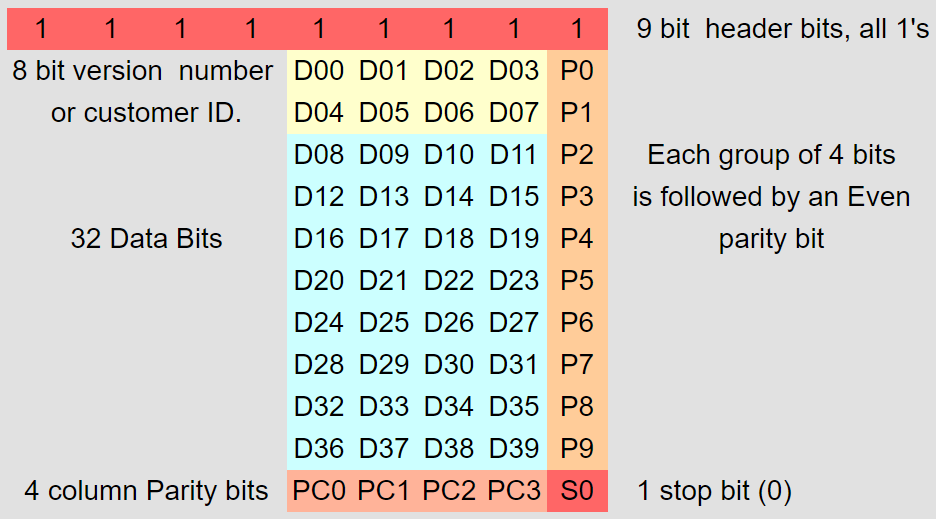 1 1 1 1 1 1 1 1 1 9 bit header bits, all 1's
8 bit version number D00 D01 D02 D03 P0
or customer ID. D04 D05 D06 D07 P1
D08 D09 D10 D11 P2 Each group of 4 bits
D12 D13 D14 D15 P3 is followed by an Even
32 Data Bits D16 D17 D18 D19 P4 parity bit
D20 D21 D22 D23 P5
D24 D25 D26 D27 P6
D28 D29 D30 D31 P7
D32 D33 D34 D35 P8
D36 D37 D38 D39 P9
4 column Parity bits PC0 PC1 PC2 PC3 S0 1 stop bit (0)